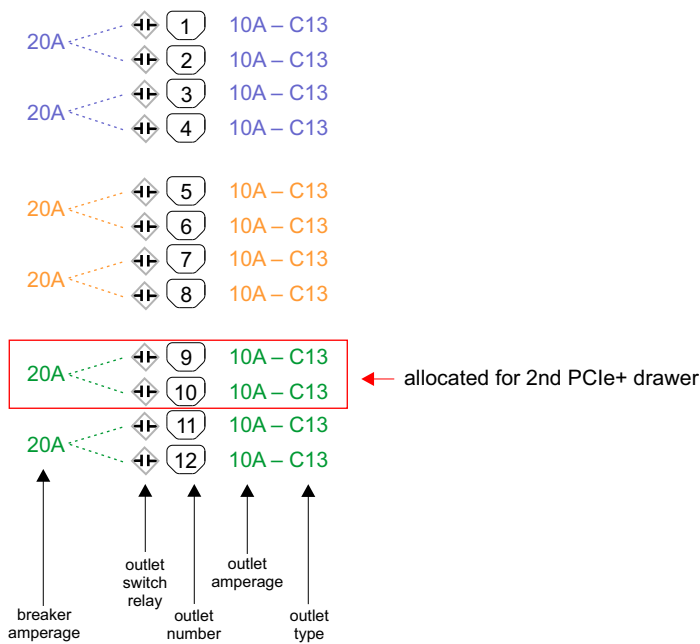 1 10A – C13
20A
2 10A – C13
3 10A – C13
20A
4 10A – C13
5 10A – C13
20A
6 10A – C13
7 10A – C13
20A
8 10A – C13
9 10A – C13
20A
allocated for 2nd PCIe+ drawer
10 10A – C13
11 10A – C13
20A
12 10A – C13
breaker
amperage
outlet
switch
relay
outlet
number
outlet
amperage
outlet
type